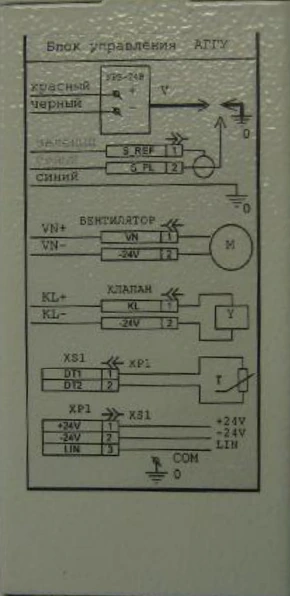 Блок управления АГГУ
красный
черный
+
-
V
0
зеленый
S_REF 1
S_PL 2
синий
0
ВЕНТИЛЯТОР
VN+ VN 1
VN- -24V 2
M
КЛАПАН
KL+ KL 1
KL- -24V 2
Y
XS1 XP1
DT1 1
DT2 2
T
XP1 XS1
+24V 1 +24V
-24V 2 -24V
LIN 3 LIN
COM
0